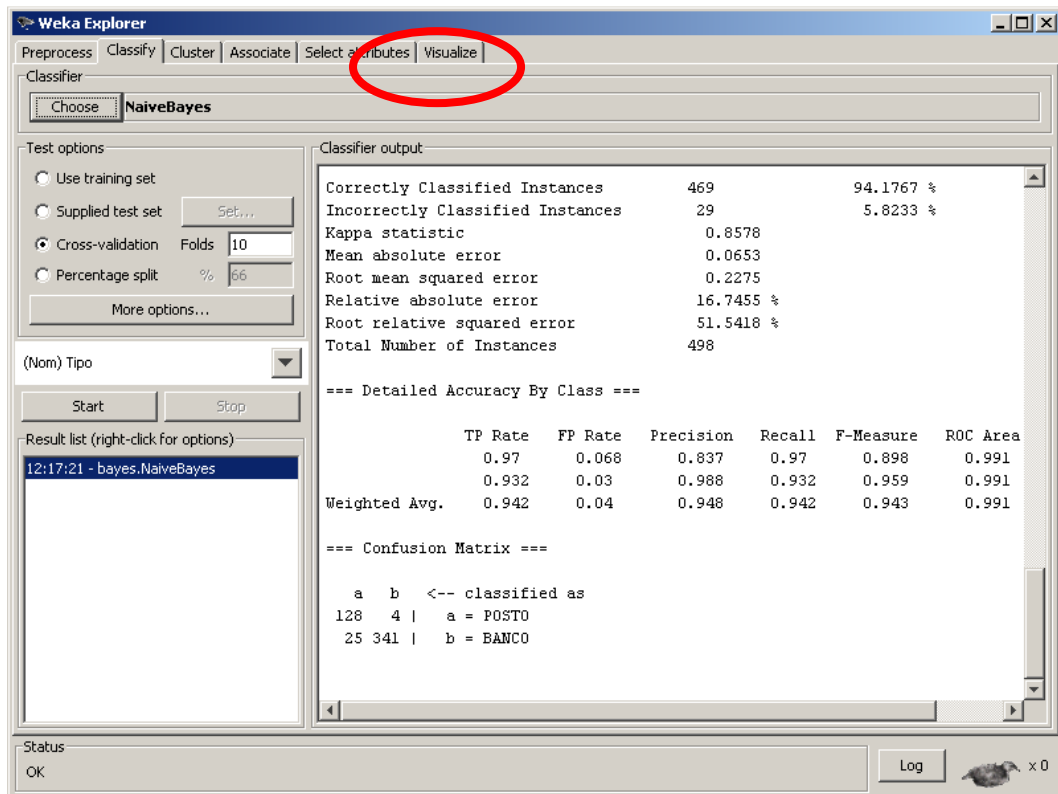 Weka Explorer
Preprocess Classify Cluster Associate Select attributes Visualize
Classifier
Choose NaiveBayes
Test options
Use training set
Supplied test set Set...
Cross-validation Folds 10
Percentage split % 66
More options...
(Nom) Tipo
Start Stop
Result list (right-click for options)
12:17:21 - bayes.NaiveBayes
Classifier output
Correctly Classified Instances 469 94.1767 %
Incorrectly Classified Instances 29 5.8233 %
Kappa statistic 0.8578
Mean absolute error 0.0653
Root mean squared error 0.2275
Relative absolute error 16.7455 %
Root relative squared error 51.5418 %
Total Number of Instances 498
=== Detailed Accuracy By Class ===
TP Rate FP Rate Precision Recall F-Measure ROC Area
0.97 0.068 0.837 0.97 0.898 0.991
0.932 0.03 0.988 0.932 0.959 0.991
Weighted Avg. 0.942 0.04 0.948 0.942 0.943 0.991
=== Confusion Matrix ===
a b <-- classified as
128 4 | a = POSTO
25 341 | b = BANCO
Status
OK
Log
x 0